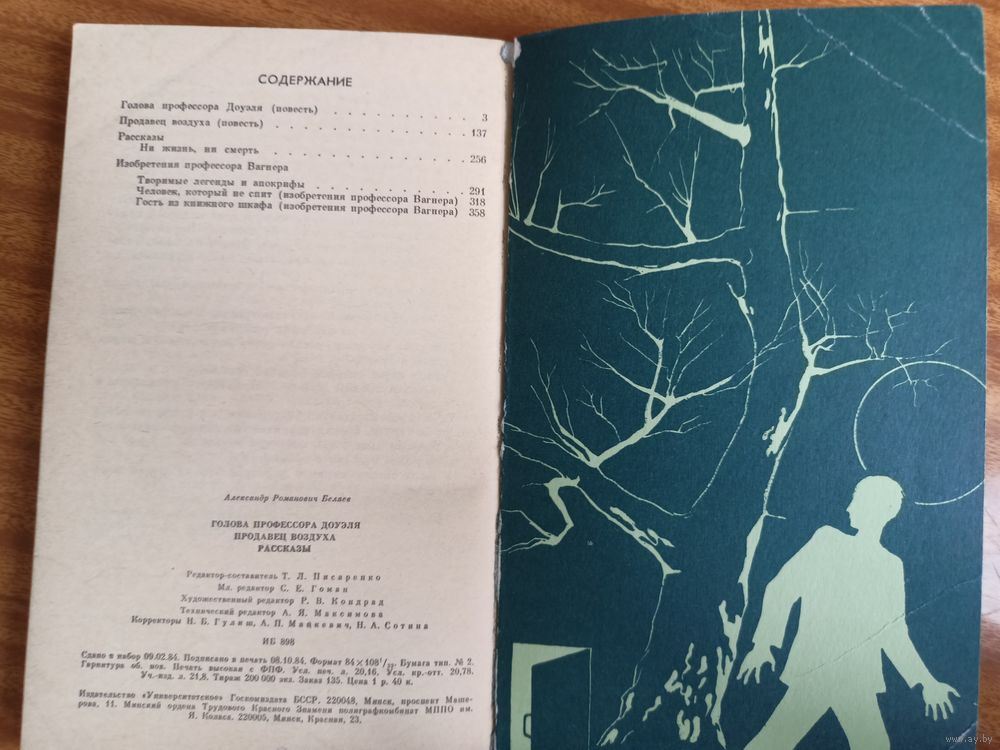 СОДЕРЖАНИЕ
Голова профессора Доуэля (повесть) . . . . . . . . . . 3
Продавец воздуха (повесть) . . . . . . . . . . . . . 137
Рассказы
Ни жизнь, ни смерть . . . . . . . . . . . . . 256
Изобретения профессора Вагнера
Творимые легенды и апокрифы . . . . . . . . . . 291
Человек, который не спит (изобретения профессора Вагнера) 318
Гость из книжного шкафа (изобретения профессора Вагнера) 358
Александр Романович Беляев
ГОЛОВА ПРОФЕССОРА ДОУЭЛЯ
ПРОДАВЕЦ ВОЗДУХА
РАССКАЗЫ
Редактор-составитель Т. Л. Писаренко
Мл. редактор С. Е. Гоман
Художественный редактор Р. В. Кондрад
Технический редактор А. Я. Максимова
Корректоры Н. Б. Гулиш, А. П. Мацкевич, Н. А. Сотина
ИБ 898
Сдано в набор 09.02.84. Подписано в печать 08.10.84. Формат 84×108¹/₃₂. Бумага тип. № 2.
Гарнитура об. нов. Печать высокая с ФПФ. Усл. печ. л. 20,16. Усл. кр.-отт. 20,78.
Уч.-изд. л. 21,8. Тираж 200 000 экз. Заказ 135. Цена 1 р. 40 к.
Издательство «Университетское» Госкомиздата БССР. 220048, Минск, проспект Маше-
рова, 11. Минский ордена Трудового Красного Знамени полиграфкомбинат МППО им.
Я. Коласа. 220005, Минск, Красная, 23.
www.ay.by